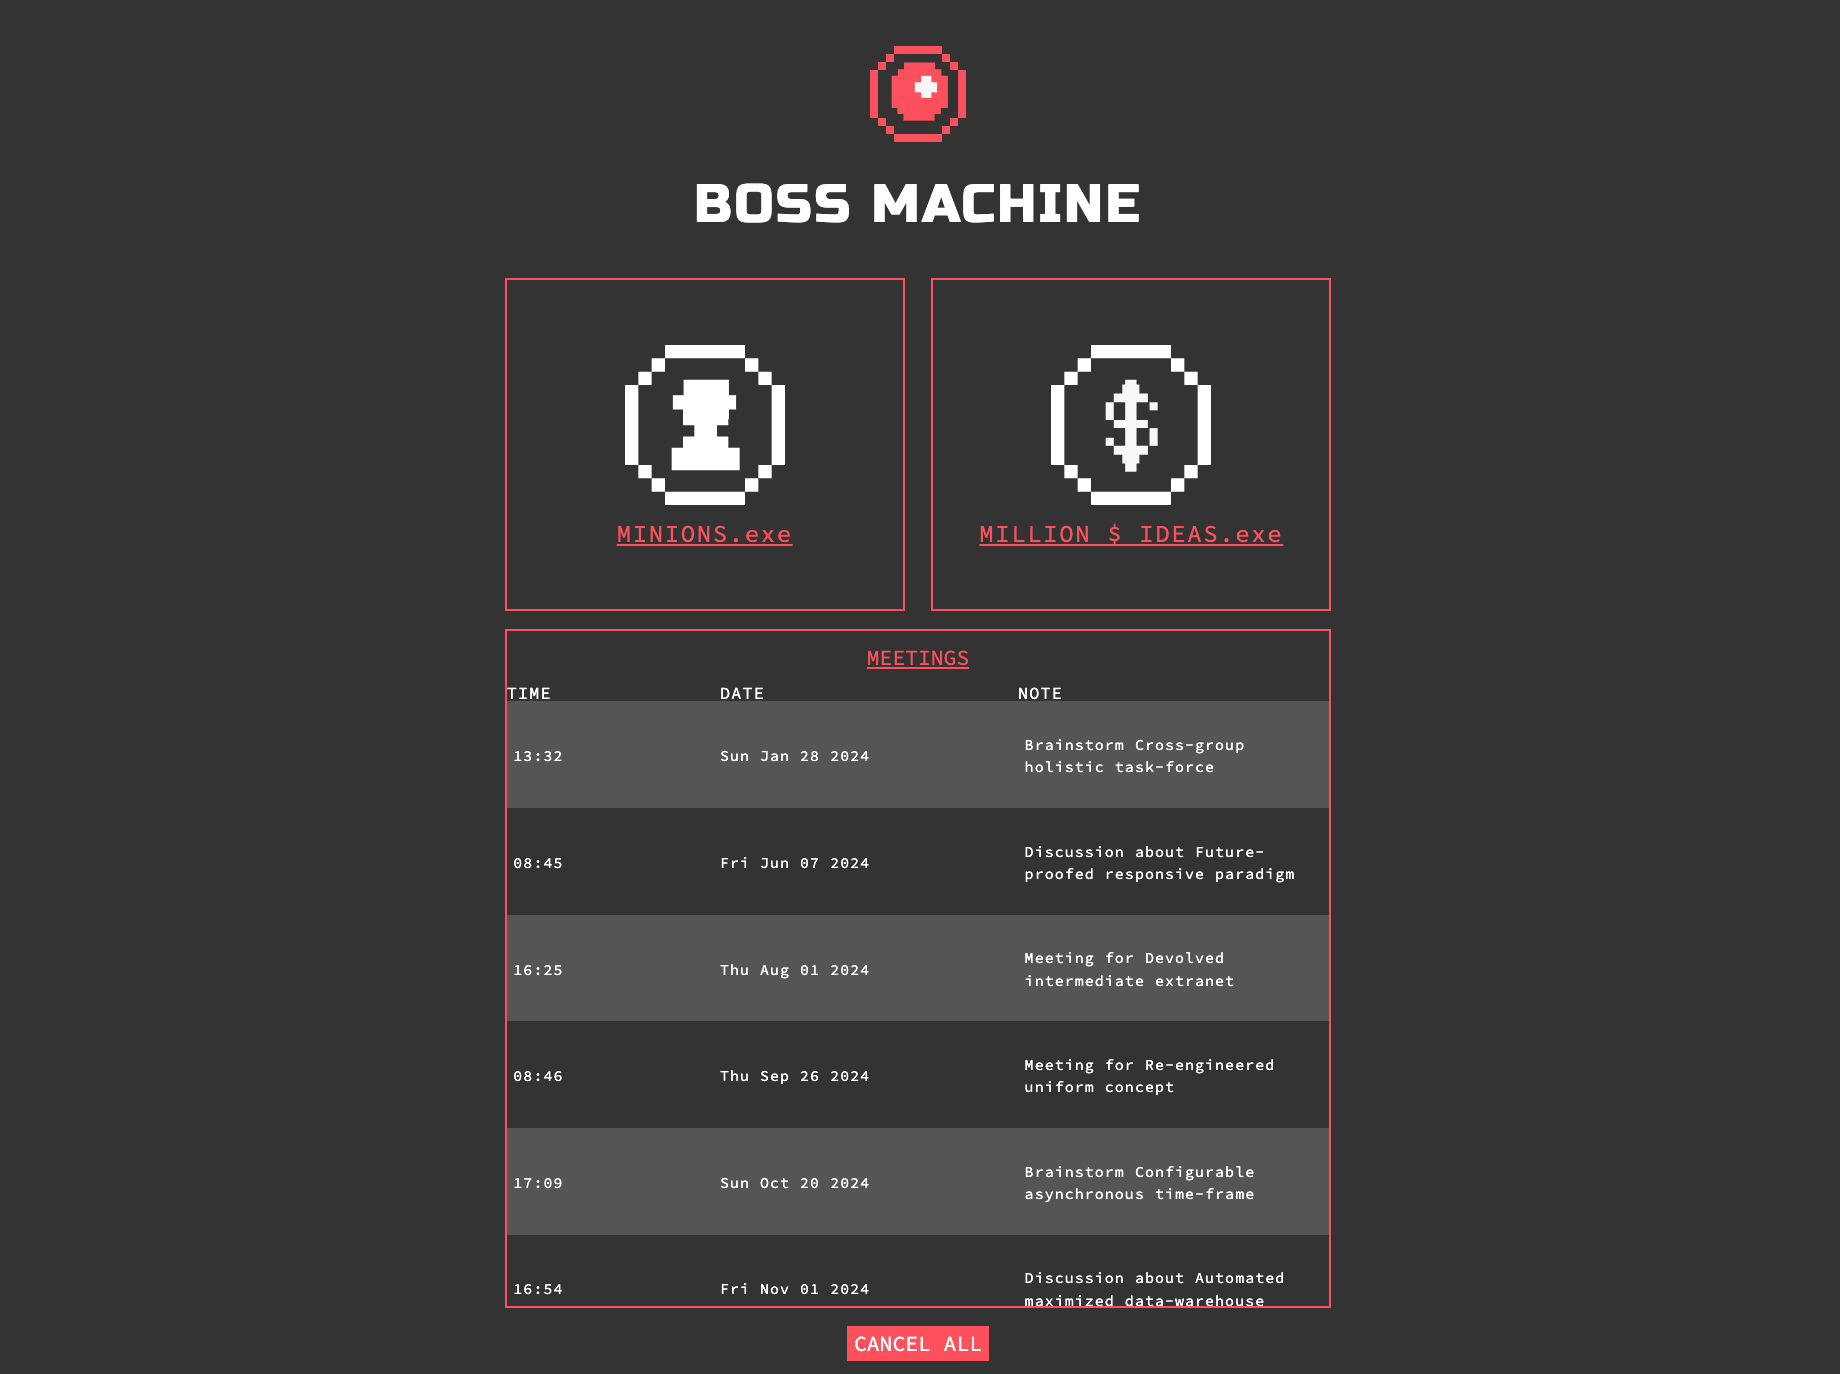 BOSS MACHINE
MINIONS.exe
MILLION $ IDEAS.exe
MEETINGS
TIME DATE NOTE
13:32 Sun Jan 28 2024 Brainstorm Cross-group
holistic task-force
08:45 Fri Jun 07 2024 Discussion about Future-
proofed responsive paradigm
16:25 Thu Aug 01 2024 Meeting for Devolved
intermediate extranet
08:46 Thu Sep 26 2024 Meeting for Re-engineered
uniform concept
17:09 Sun Oct 20 2024 Brainstorm Configurable
asynchronous time-frame
16:54 Fri Nov 01 2024 Discussion about Automated
maximized data-warehouse
CANCEL ALL